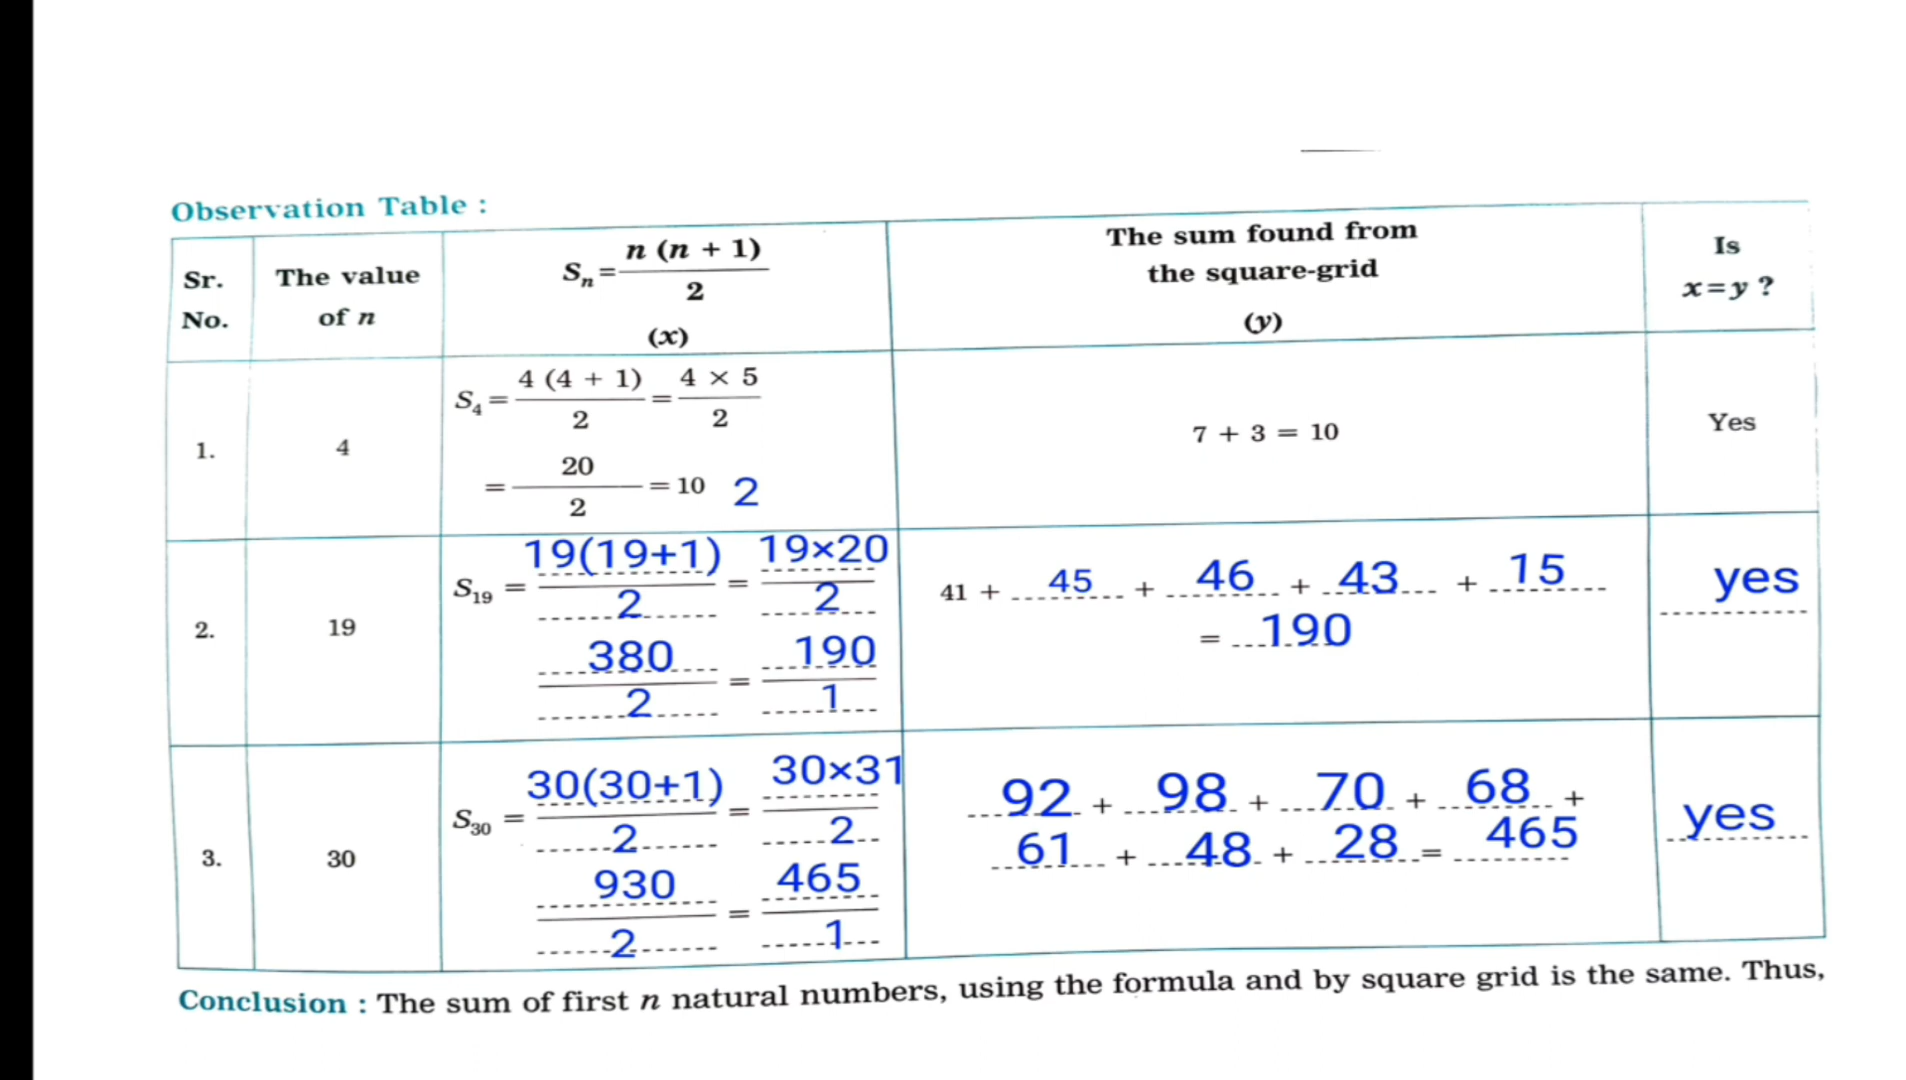 Observation Table :
Sr. No. | The value of n | Sₙ = n (n + 1) / 2 (x) | The sum found from the square-grid (y) | Is x = y ?
1. | 4 | S₄ = 4 (4 + 1) / 2 = 4 × 5 / 2 | 7 + 3 = 10 | Yes
= 20 / 2 = 10 2
2. | 19 | S₁₉ = 19(19+1) / 2 = 19×20 / 2 | 41 + 45 + 46 + 43 + 15 | yes
380 / 2 = 190 / 1 | = 190
3. | 30 | S₃₀ = 30(30+1) / 2 = 30×31 / 2 | 92 + 98 + 70 + 68 + | yes
930 / 2 = 465 / 1 | 61 + 48 + 28 = 465
Conclusion : The sum of first n natural numbers, using the formula and by square grid is the same. Thus,